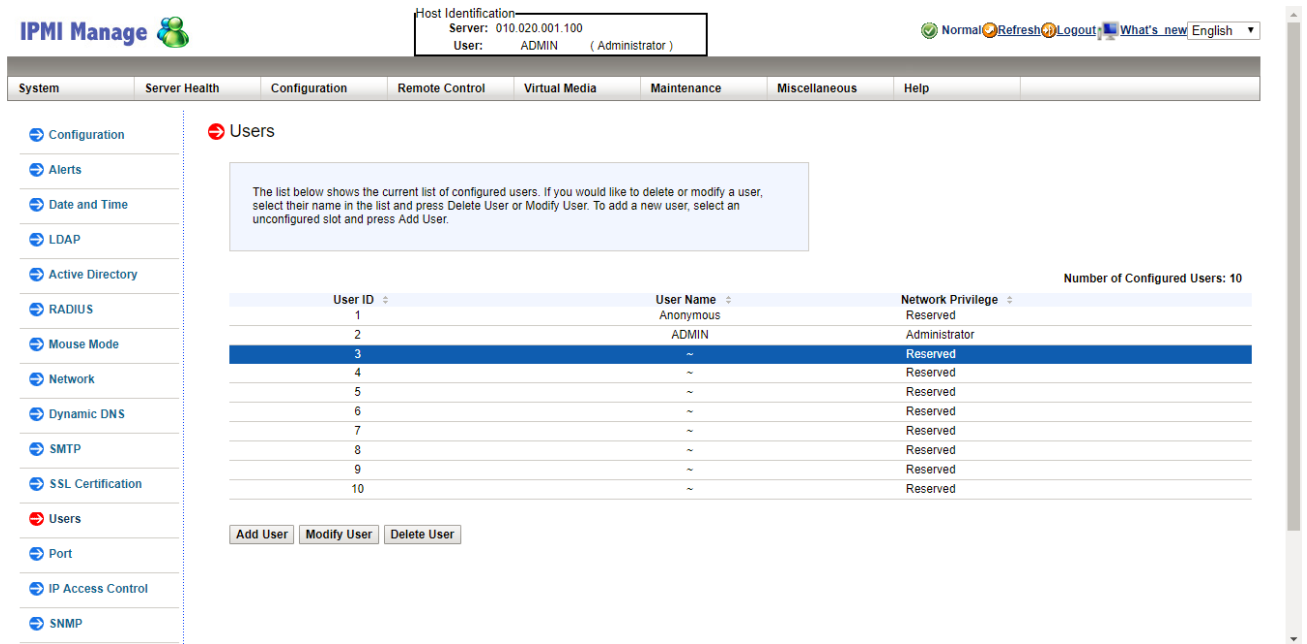 IPMI Manage
Host Identification
Server: 010.020.001.100
User: ADMIN ( Administrator )
Normal Refresh Logout What's new English
System Server Health Configuration Remote Control Virtual Media Maintenance Miscellaneous Help
Configuration
Alerts
Date and Time
LDAP
Active Directory
RADIUS
Mouse Mode
Network
Dynamic DNS
SMTP
SSL Certification
Users
Port
IP Access Control
SNMP
Users
The list below shows the current list of configured users. If you would like to delete or modify a user,
select their name in the list and press Delete User or Modify User. To add a new user, select an
unconfigured slot and press Add User.
Number of Configured Users: 10
User ID User Name Network Privilege
1 Anonymous Reserved
2 ADMIN Administrator
3 ~ Reserved
4 ~ Reserved
5 ~ Reserved
6 ~ Reserved
7 ~ Reserved
8 ~ Reserved
9 ~ Reserved
10 ~ Reserved
Add User Modify User Delete User